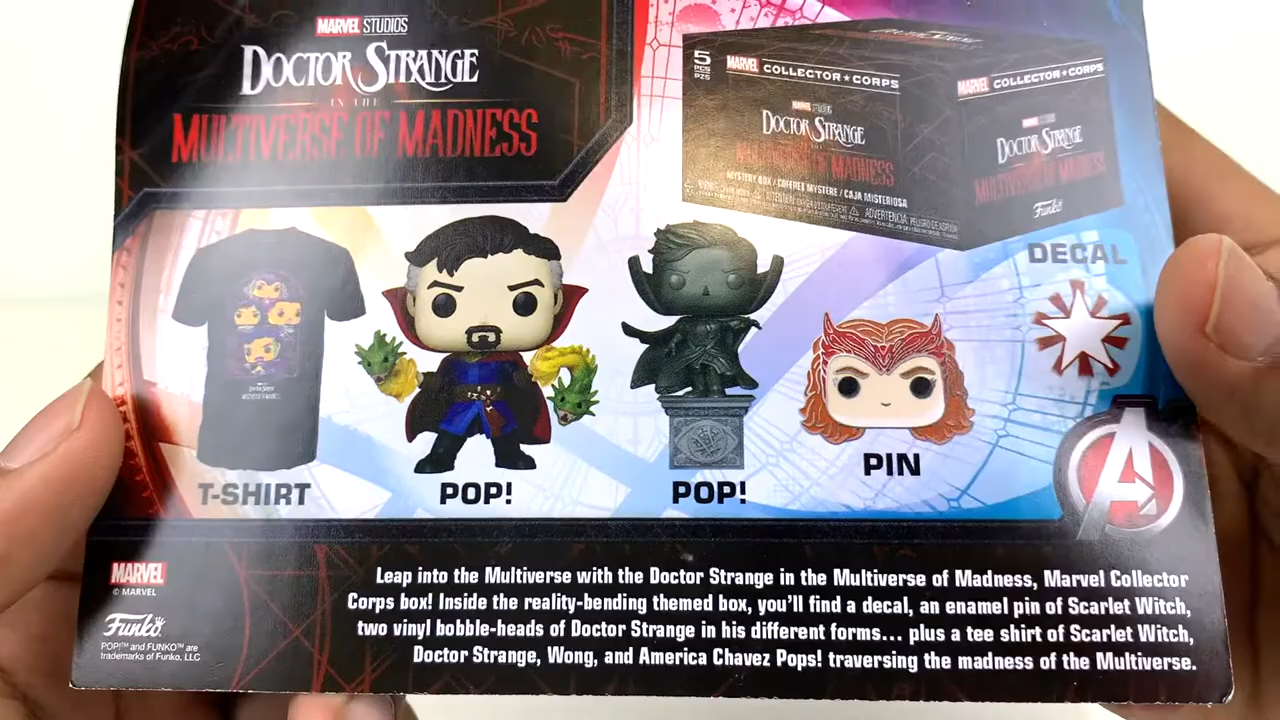 MARVEL STUDIOS
DOCTOR STRANGE
IN THE
MULTIVERSE OF MADNESS
5
PCS
PZS
MARVEL COLLECTOR★CORPS
MARVEL STUDIOS
DOCTOR STRANGE
MULTIVERSE OF MADNESS
MYSTERY BOX / COFFRET MYSTÈRE / CAJA MISTERIOSA
MARVEL COLLECTOR★CORPS
DOCTOR STRANGE
MULTIVERSE OF MADNESS
Funko
DECAL
DOCTOR STRANGE
T-SHIRT
POP!
POP!
PIN
MARVEL
© MARVEL
Funko
POP!™ and FUNKO™ are
trademarks of Funko, LLC
Leap into the Multiverse with the Doctor Strange in the Multiverse of Madness, Marvel Collector
Corps box! Inside the reality-bending themed box, you'll find a decal, an enamel pin of Scarlet Witch,
two vinyl bobble-heads of Doctor Strange in his different forms... plus a tee shirt of Scarlet Witch,
Doctor Strange, Wong, and America Chavez Pops! traversing the madness of the Multiverse.